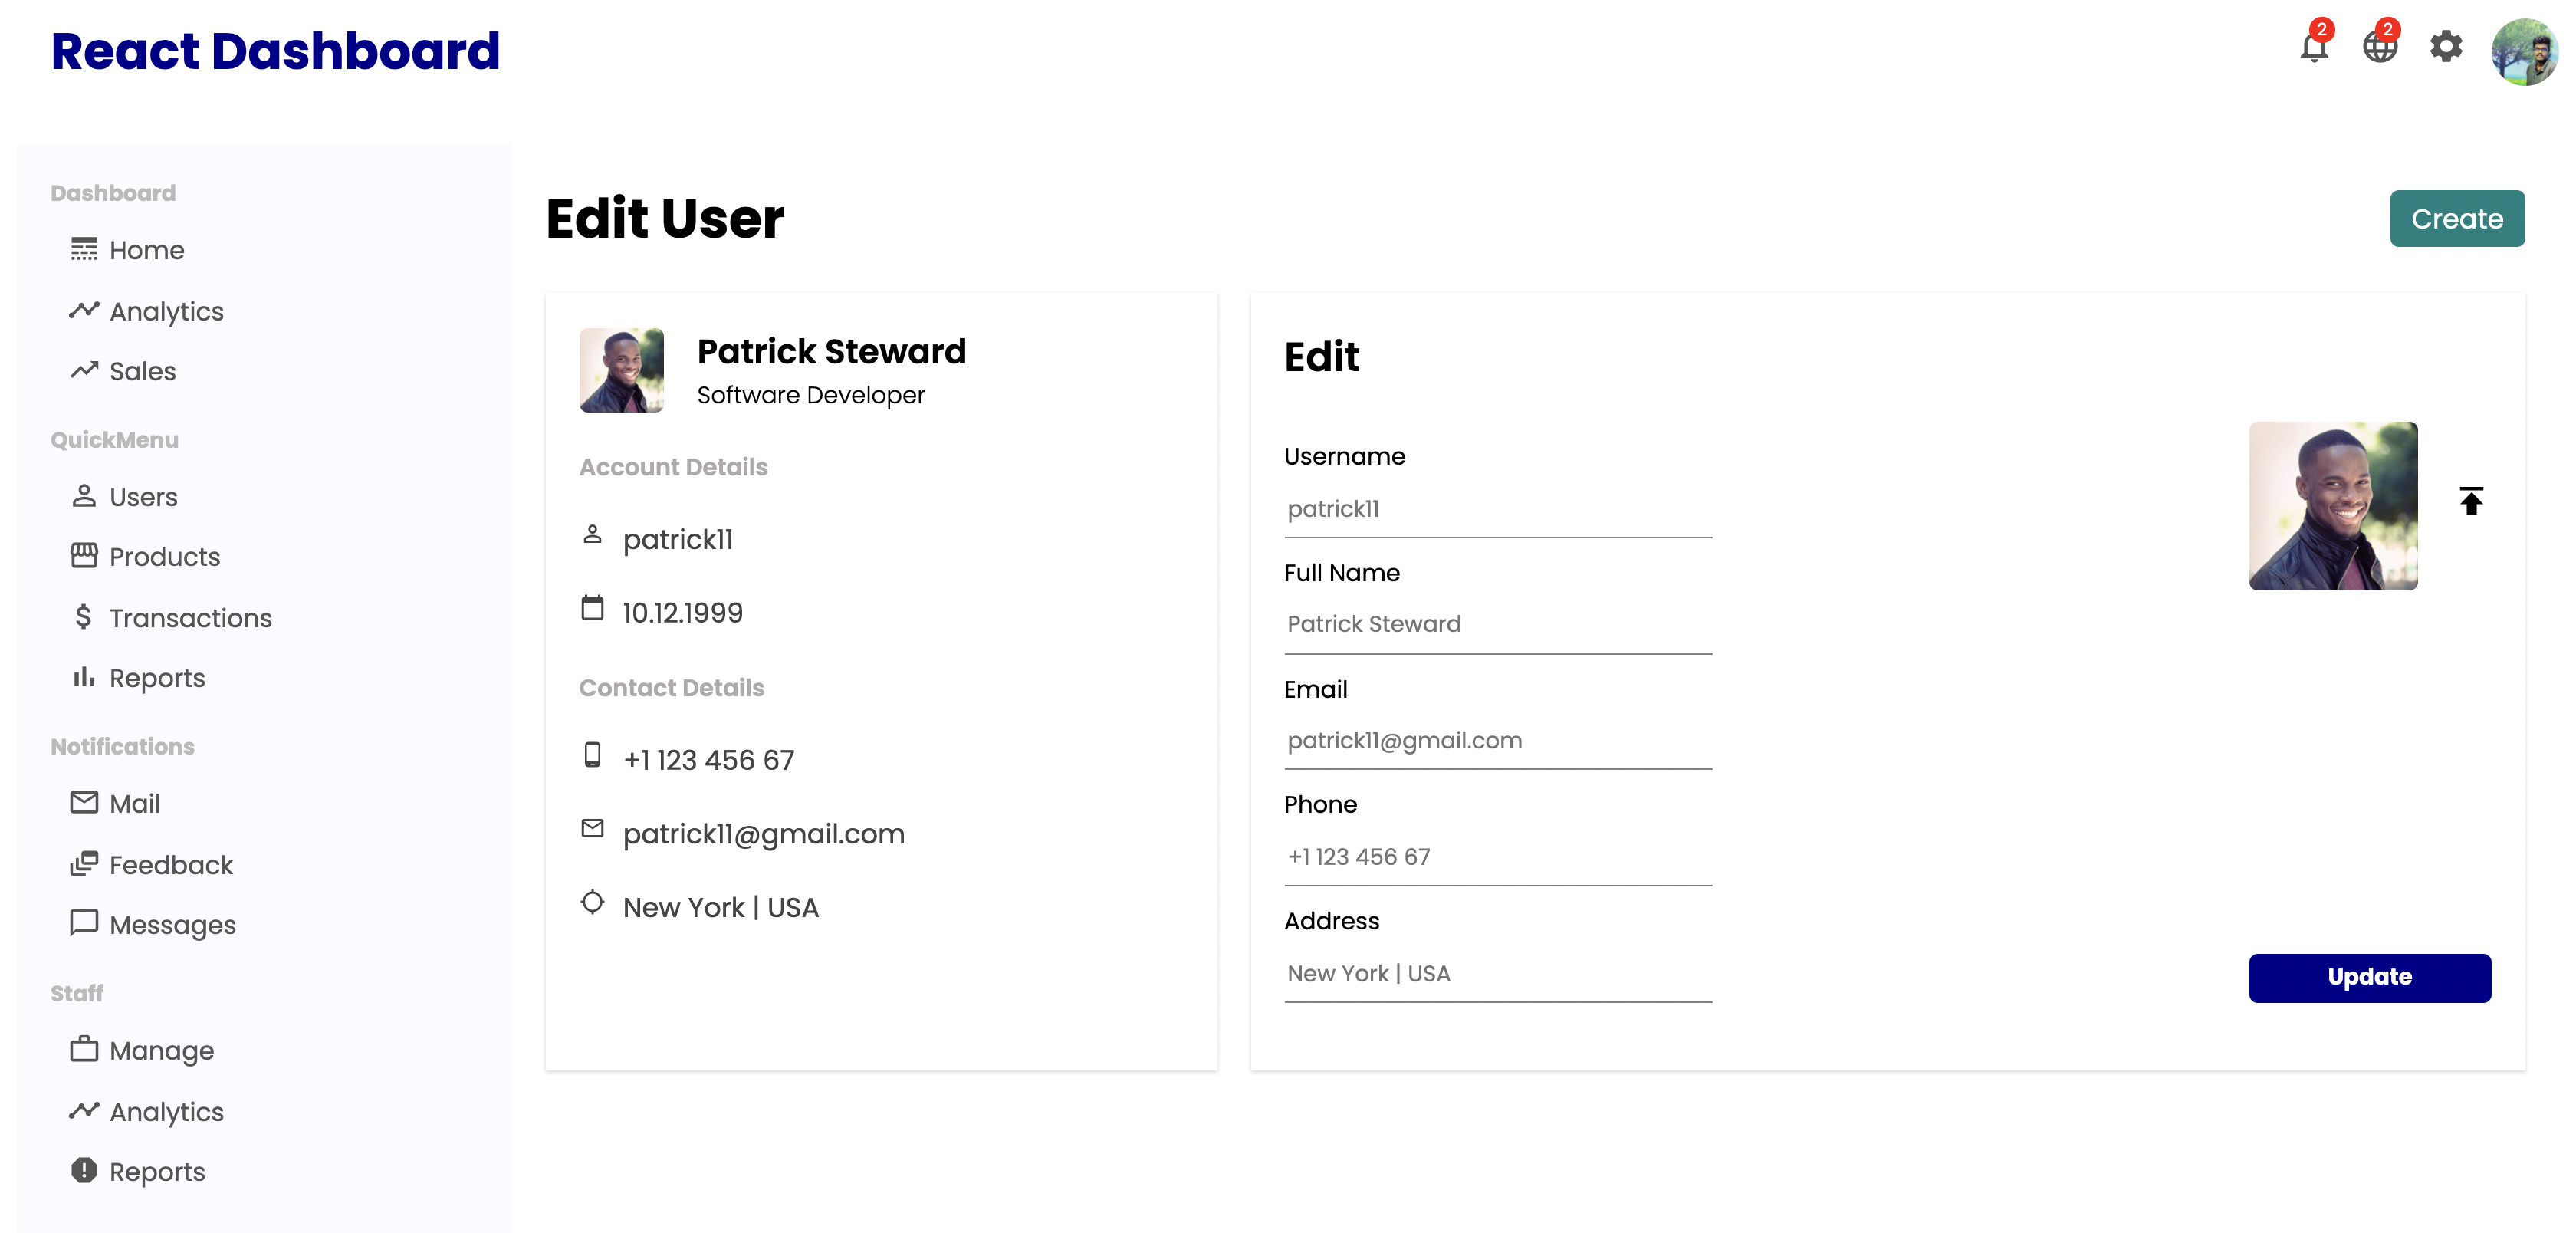 React Dashboard
2
2
Dashboard
Home
Analytics
Sales
QuickMenu
Users
Products
Transactions
Reports
Notifications
Mail
Feedback
Messages
Staff
Manage
Analytics
Reports
Edit User
Create
Patrick Steward
Software Developer
Account Details
patrick11
10.12.1999
Contact Details
+1 123 456 67
patrick11@gmail.com
New York | USA
Edit
Username
patrick11
Full Name
Patrick Steward
Email
patrick11@gmail.com
Phone
+1 123 456 67
Address
New York | USA
Update